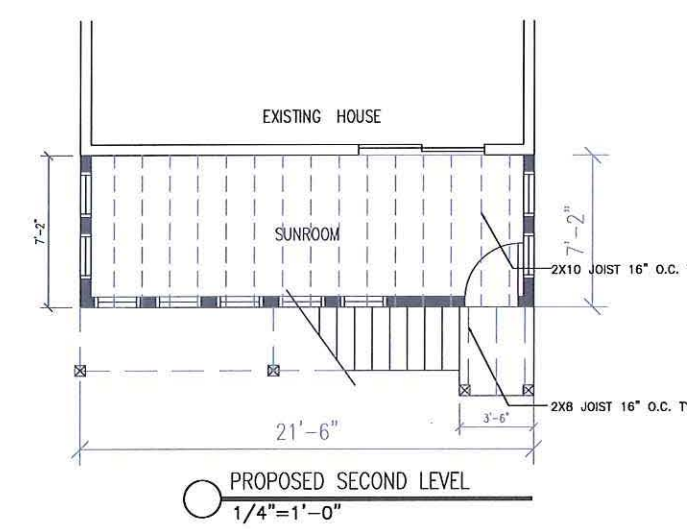 EXISTING HOUSE
7'-2"
SUNROOM
7'-2"
2X10 JOIST 16" O.C.
2X8 JOIST 16" O.C.
3'-6"
21'-6"
PROPOSED SECOND LEVEL
1/4"=1'-0"